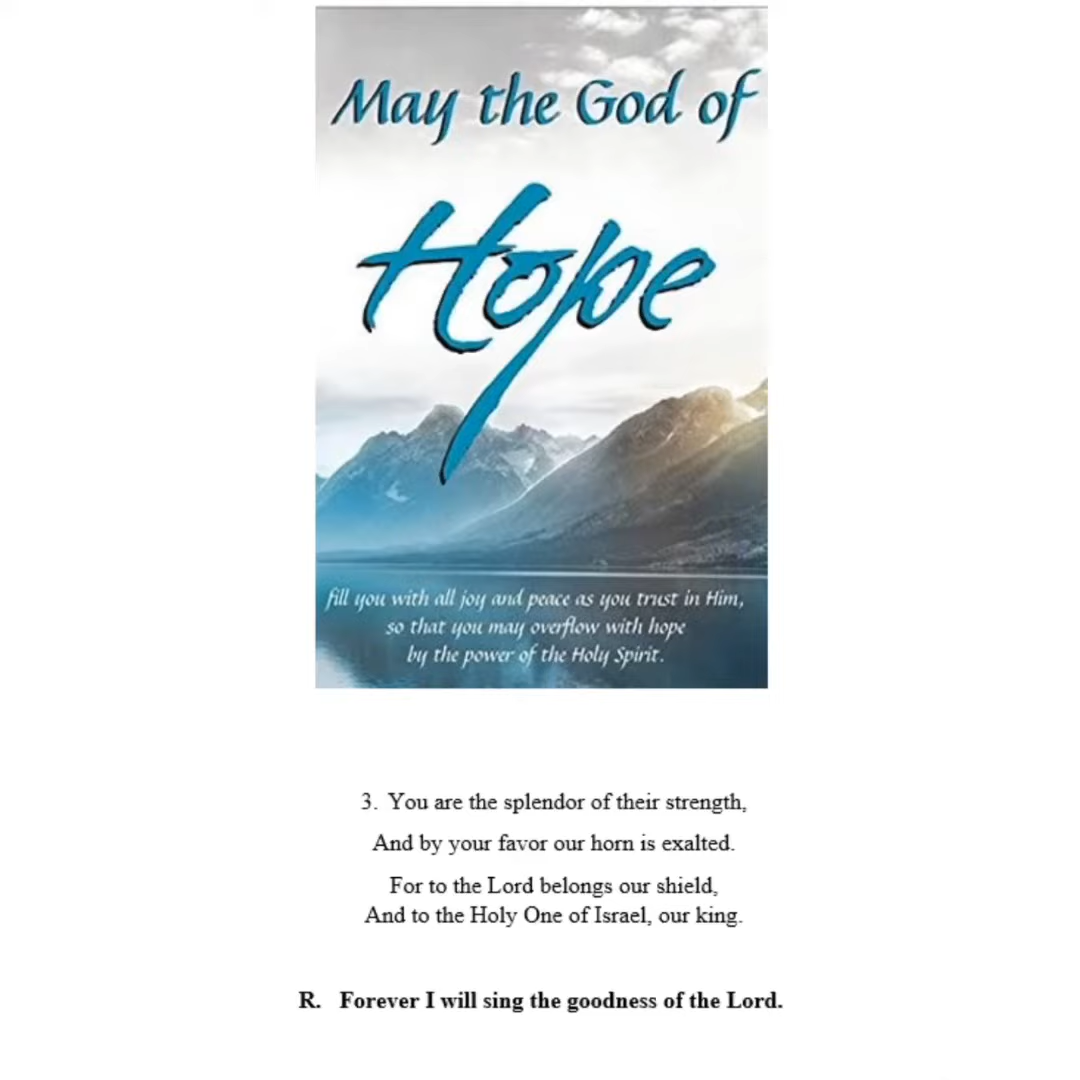 May the God of
Hope
fill you with all joy and peace as you trust in Him,
so that you may overflow with hope
by the power of the Holy Spirit.
3. You are the splendor of their strength,
And by your favor our horn is exalted.
For to the Lord belongs our shield,
And to the Holy One of Israel, our king.
R. Forever I will sing the goodness of the Lord.